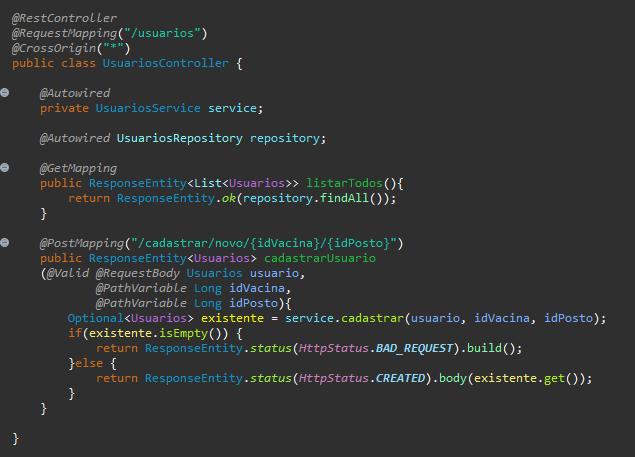 @RestController
@RequestMapping("/usuarios")
@CrossOrigin("*")
public class UsuariosController {
@Autowired
private UsuariosService service;
@Autowired UsuariosRepository repository;
@GetMapping
public ResponseEntity<List<Usuarios>> listarTodos(){
return ResponseEntity.ok(repository.findAll());
}
@PostMapping("/cadastrar/novo/{idVacina}/{idPosto}")
public ResponseEntity<Usuarios> cadastrarUsuario
(@Valid @RequestBody Usuarios usuario,
@PathVariable Long idVacina,
@PathVariable Long idPosto){
Optional<Usuarios> existente = service.cadastrar(usuario, idVacina, idPosto);
if(existente.isEmpty()) {
return ResponseEntity.status(HttpStatus.BAD_REQUEST).build();
}else {
return ResponseEntity.status(HttpStatus.CREATED).body(existente.get());
}
}
}